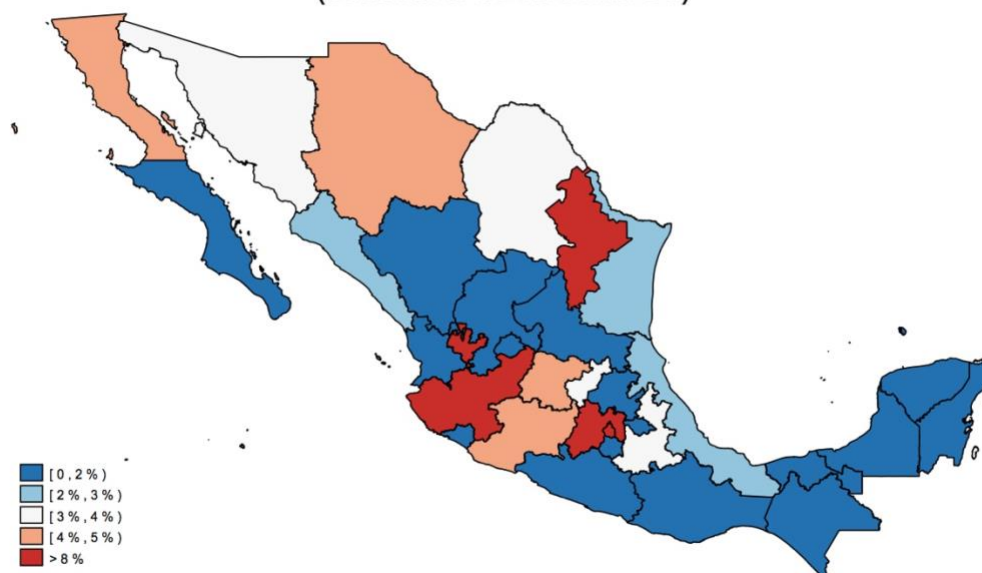 [ 0 , 2 % )
[ 2 % , 3 % )
[ 3 % , 4 % )
[ 4 % , 5 % )
> 8 %